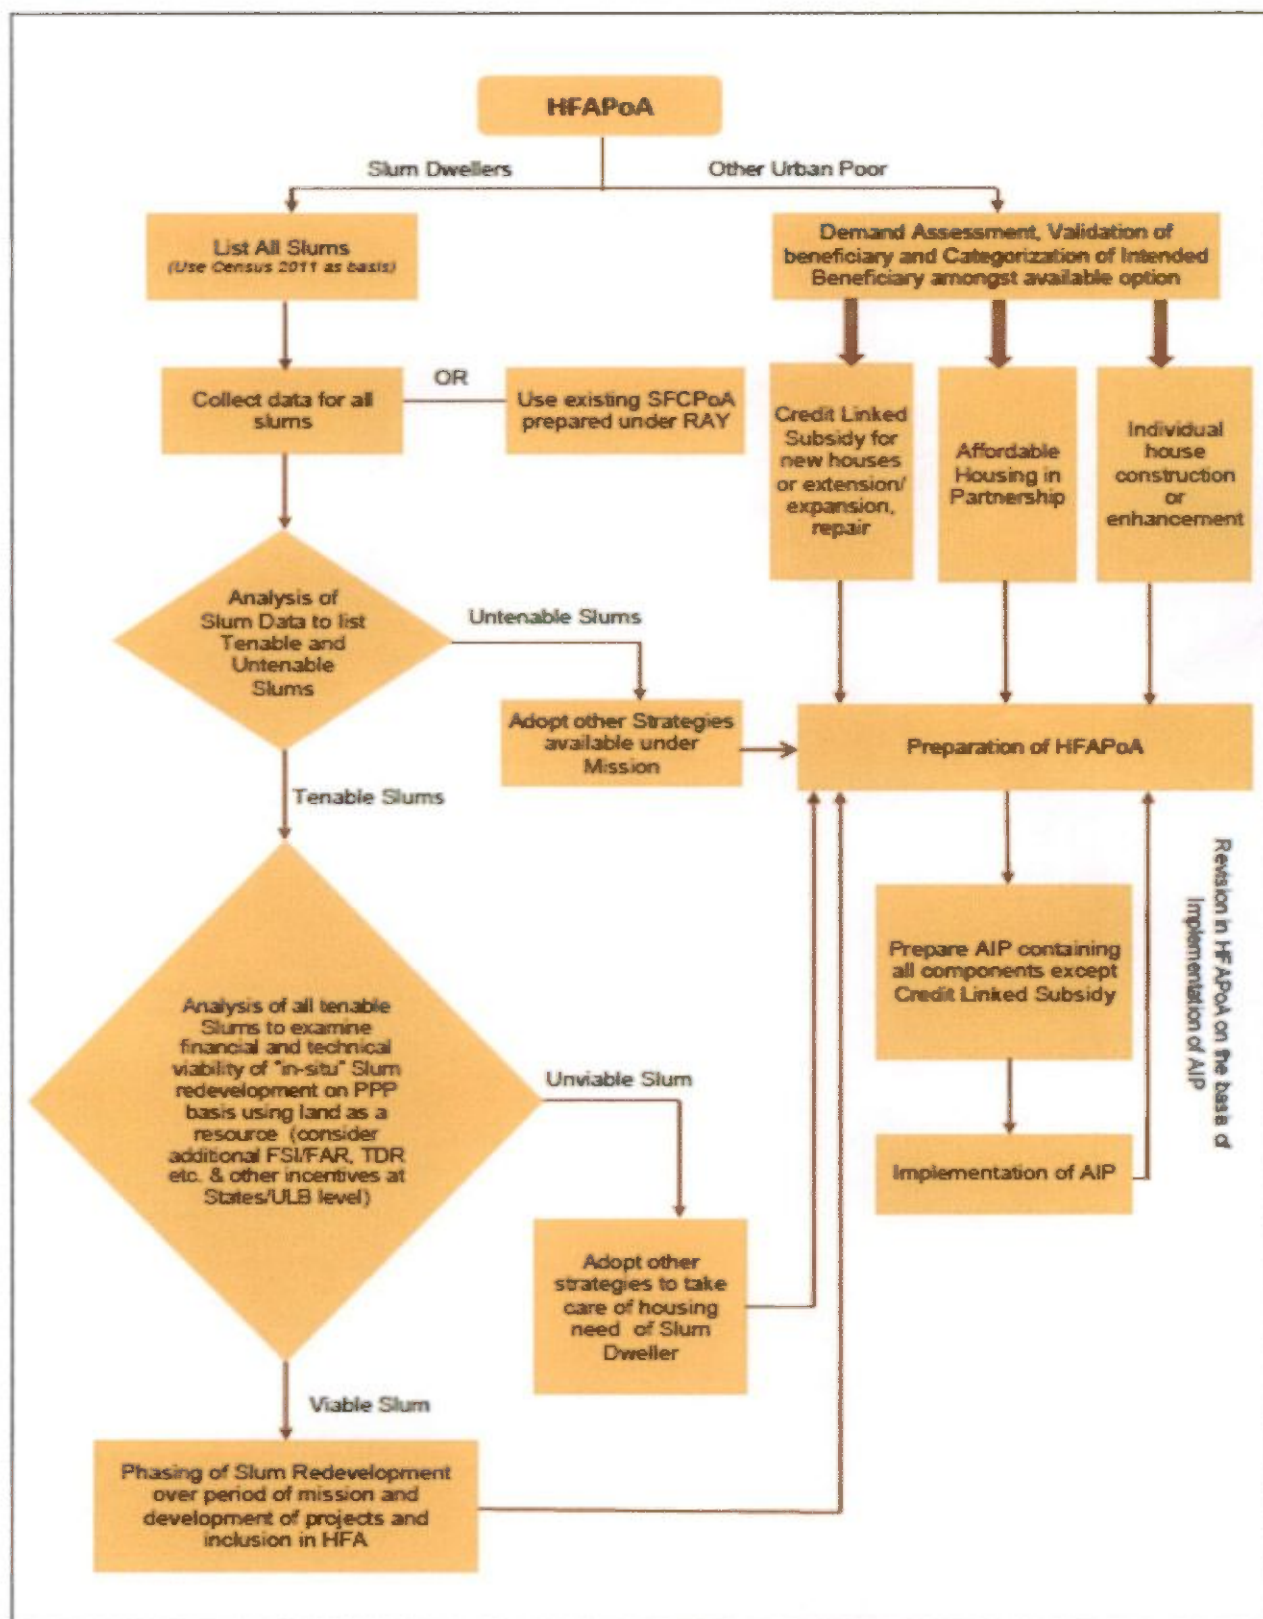 HFAPoA
Slum Dwellers
Other Urban Poor
List All Slums
(Use Census 2011 as basis)
Demand Assessment, Validation of
beneficiary and Categorization of Intended
Beneficiary amongst available option
Collect data for all
slums
OR
Use existing SFCPoA
prepared under RAY
Credit Linked
Subsidy for
new houses
or extension/
expansion,
repair
Affordable
Housing in
Partnership
Individual
house
construction
or
enhancement
Analysis of
Slum Data to list
Tenable and
Untenable
Slums
Untenable Slums
Adopt other Strategies
available under
Mission
Preparation of HFAPoA
Tenable Slums
Analysis of all tenable
Slums to examine
financial and technical
viability of "in-situ" Slum
redevelopment on PPP
basis using land as a
resource (consider
additional FSI/FAR, TDR
etc. & other incentives at
States/ULB level)
Unviable Slum
Prepare AIP containing
all components except
Credit Linked Subsidy
Revision in HFAPoA on the basis of
Implementation of AIP
Implementation of AIP
Adopt other
strategies to take
care of housing
need of Slum
Dweller
Viable Slum
Phasing of Slum Redevelopment
over period of mission and
development of projects and
inclusion in HFA